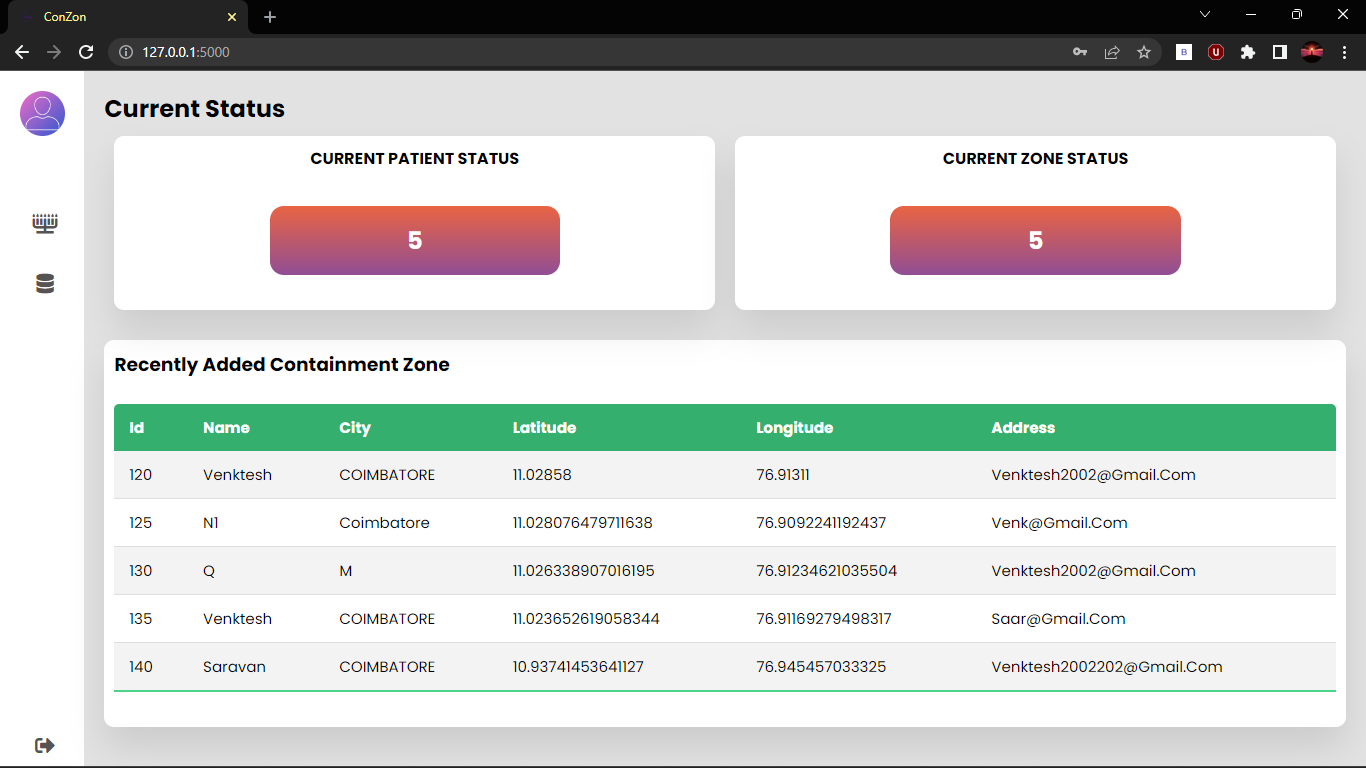 ConZon
127.0.0.1:5000
Current Status
CURRENT PATIENT STATUS
5
CURRENT ZONE STATUS
5
Recently Added Containment Zone
Id Name City Latitude Longitude Address
120 Venktesh COIMBATORE 11.02858 76.91311 Venktesh2002@Gmail.Com
125 N1 Coimbatore 11.028076479711638 76.9092241192437 Venk@Gmail.Com
130 Q M 11.026338907016195 76.91234621035504 Venktesh2002@Gmail.Com
135 Venktesh COIMBATORE 11.023652619058344 76.91169279498317 Saar@Gmail.Com
140 Saravan COIMBATORE 10.93741453641127 76.945457033325 Venktesh2002202@Gmail.Com